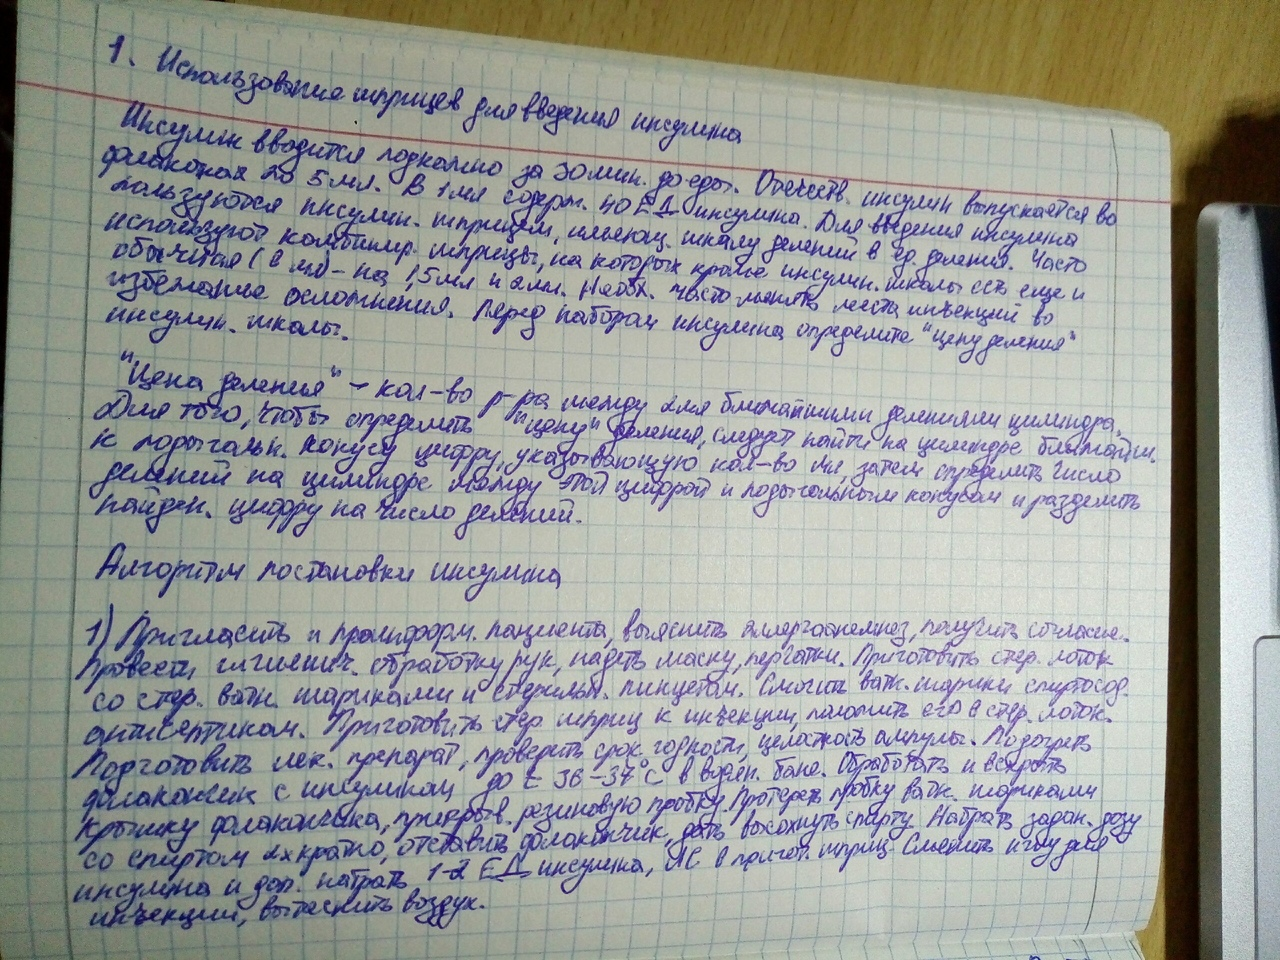 1. Использование шприцев для введения инсулина
Инсулин вводится подкожно за 30 мин. до еды. Отечеств. инсулин выпускается во
флаконах по 5 мл. В 1 мл содерж. 40 ЕД инсулина. Для введения инсулина
пользуются инсулин. шприцем, имеющ. шкалу делений в ед. деления. Часто
используют комбинир. шприцы, на которых кроме инсулин. шкалы есть еще и
обычная (в мл) - на 1,5 мл и 2 мл. Необх. часто менять места инъекций во
избежание осложнения. Перед набором инсулина определите "цену деления"
инсулин. шкалы.
"Цена деления" - кол-во р-ра между 2мя ближайшими делениями цилиндра.
Для того, чтобы определить "цену" деления, следует найти на цилиндре ближайш.
к подыгольн. конусу цифру, указывающую кол-во мл, затем определить число
делений на цилиндре между этой цифрой и подыгольным конусом и разделить
найден. цифру на число делений.
Алгоритм постановки инсулина
1) Пригласить и проинформ. пациента, выяснить аллергоанамнез, получить согласие.
Провести гигиенич. обработку рук, надеть маску, перчатки. Приготовить стер. лоток
со стер. ватн. шариками и стерильн. пинцетом. Смочить ватн. шарики спиртосод.
антисептиком. Приготовить стер. шприц к инъекции, положить его в стер. лоток.
Подготовить лек. препарат, проверить срок годности, целостность ампулы. Подогреть
флакончик с инсулином до t 36-37°С в водян. бане. Обработать и вскрыть
крышку флакончика, прикрыв. резиновую пробку. Протереть пробку ватн. шариками
со спиртом 2х кратно, отставить флакончик, дать высохнуть спирту. Набрать задан. дозу
инсулина и доп. набрать 1-2 ЕД инсулина, ЛС в пригот. шприц. Сменить иглу для
инъекции, вытеснить воздух.